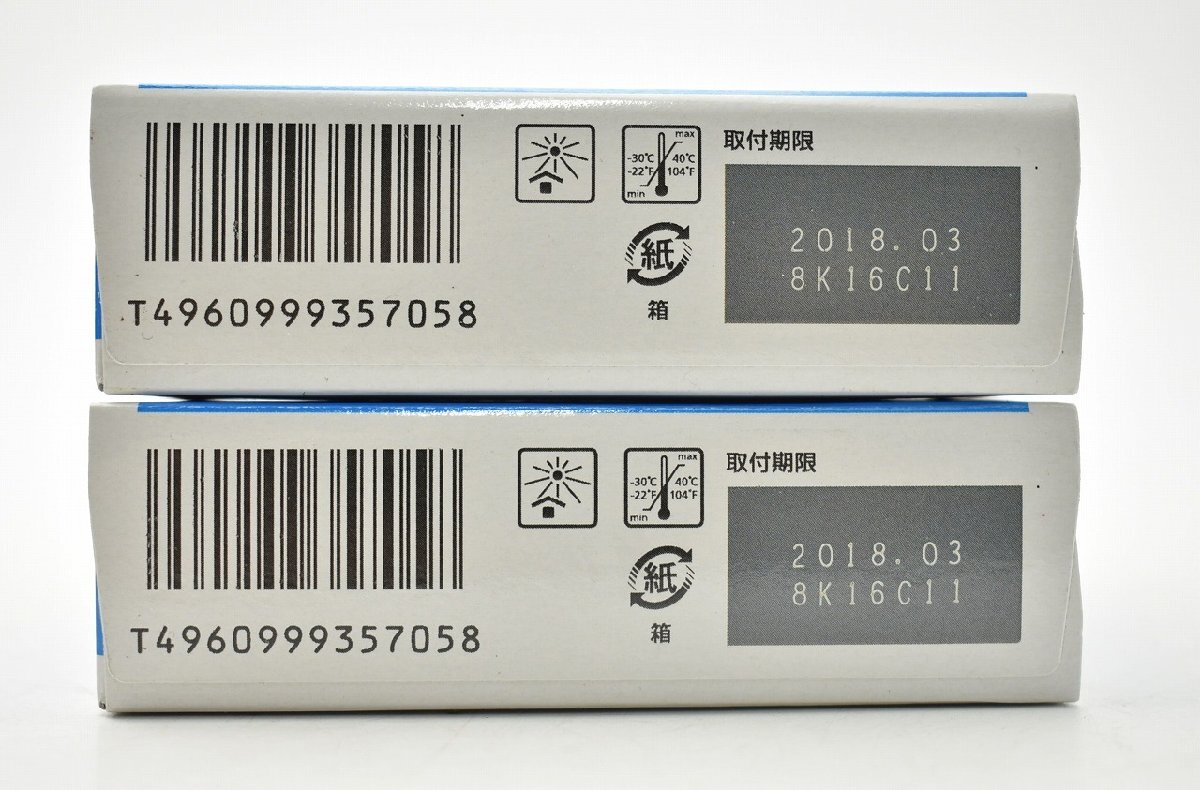 取付期限
max
-30℃ 40℃
-22°F 104°F
min
2018.03
8K16C11
紙
箱
T4960999357058
取付期限
max
-30℃ 40℃
-22°F 104°F
min
2018.03
8K16C11
紙
箱
T4960999357058